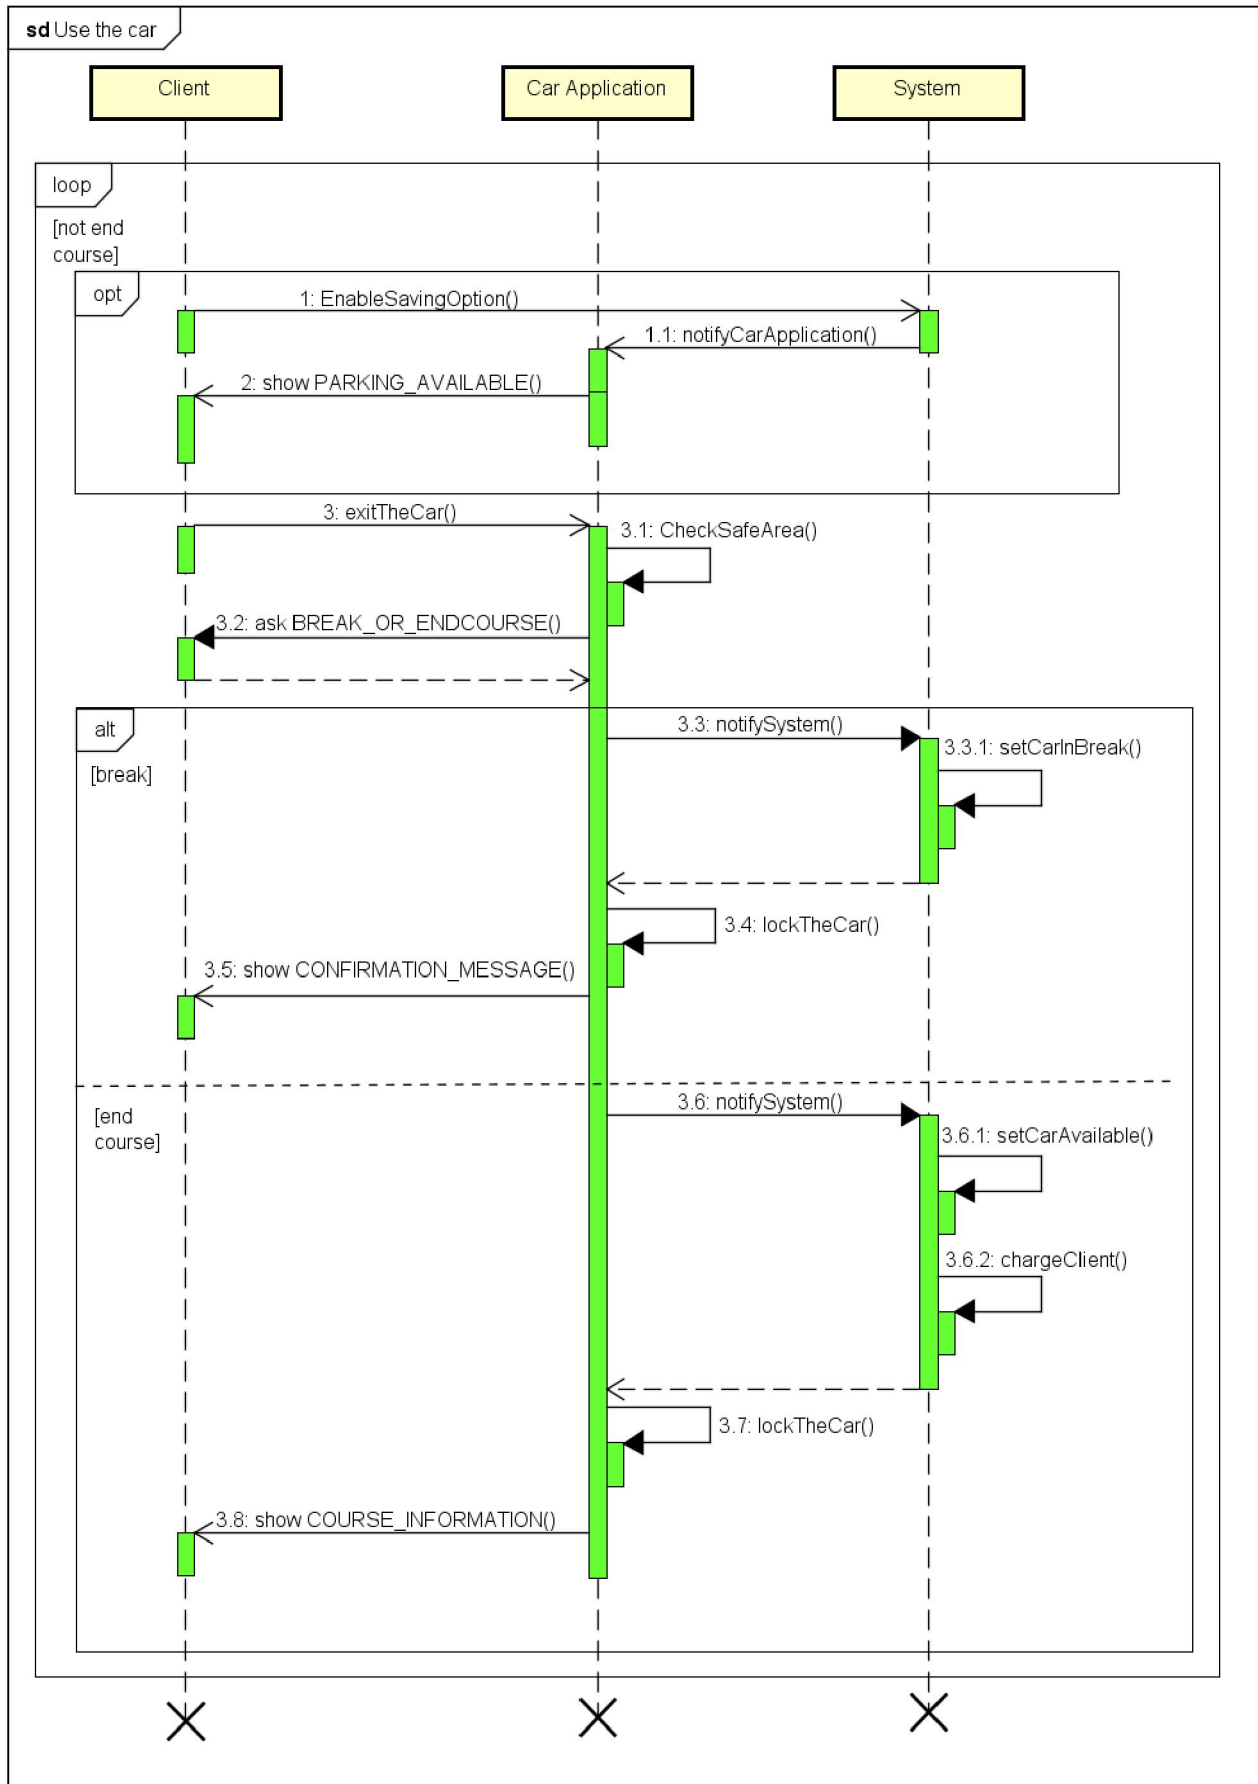 sd Use the car
Client
Car Application
System
loop
[not end
course]
opt
1: EnableSavingOption()
1.1: notifyCarApplication()
2: show PARKING_AVAILABLE()
3: exitTheCar()
3.1: CheckSafeArea()
3.2: ask BREAK_OR_ENDCOURSE()
alt
3.3: notifySystem()
3.3.1: setCarInBreak()
[break]
3.4: lockTheCar()
3.5: show CONFIRMATION_MESSAGE()
3.6: notifySystem()
[end
course]
3.6.1: setCarAvailable()
3.6.2: chargeClient()
3.7: lockTheCar()
3.8: show COURSE_INFORMATION()